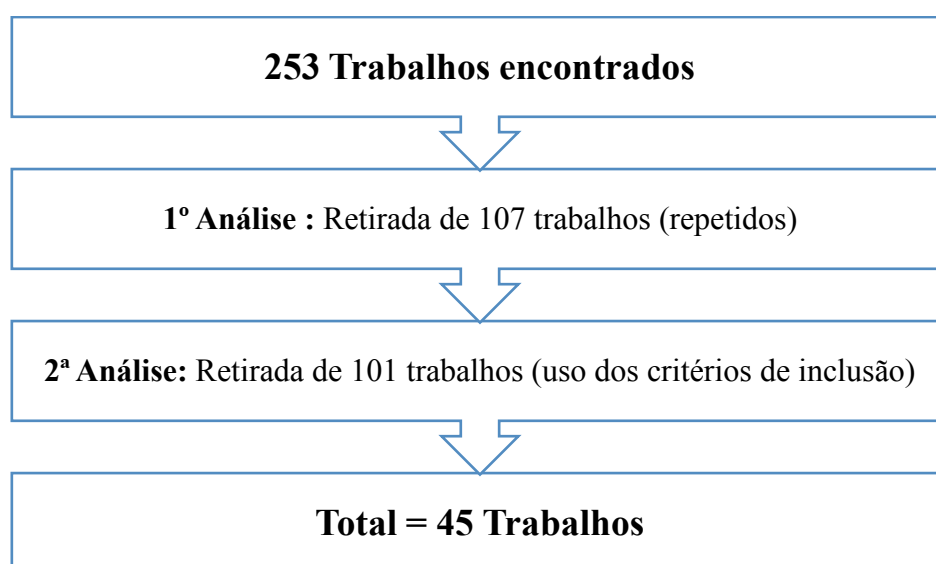 253 Trabalhos encontrados
1º Análise : Retirada de 107 trabalhos (repetidos)
2ª Análise: Retirada de 101 trabalhos (uso dos critérios de inclusão)
Total = 45 Trabalhos